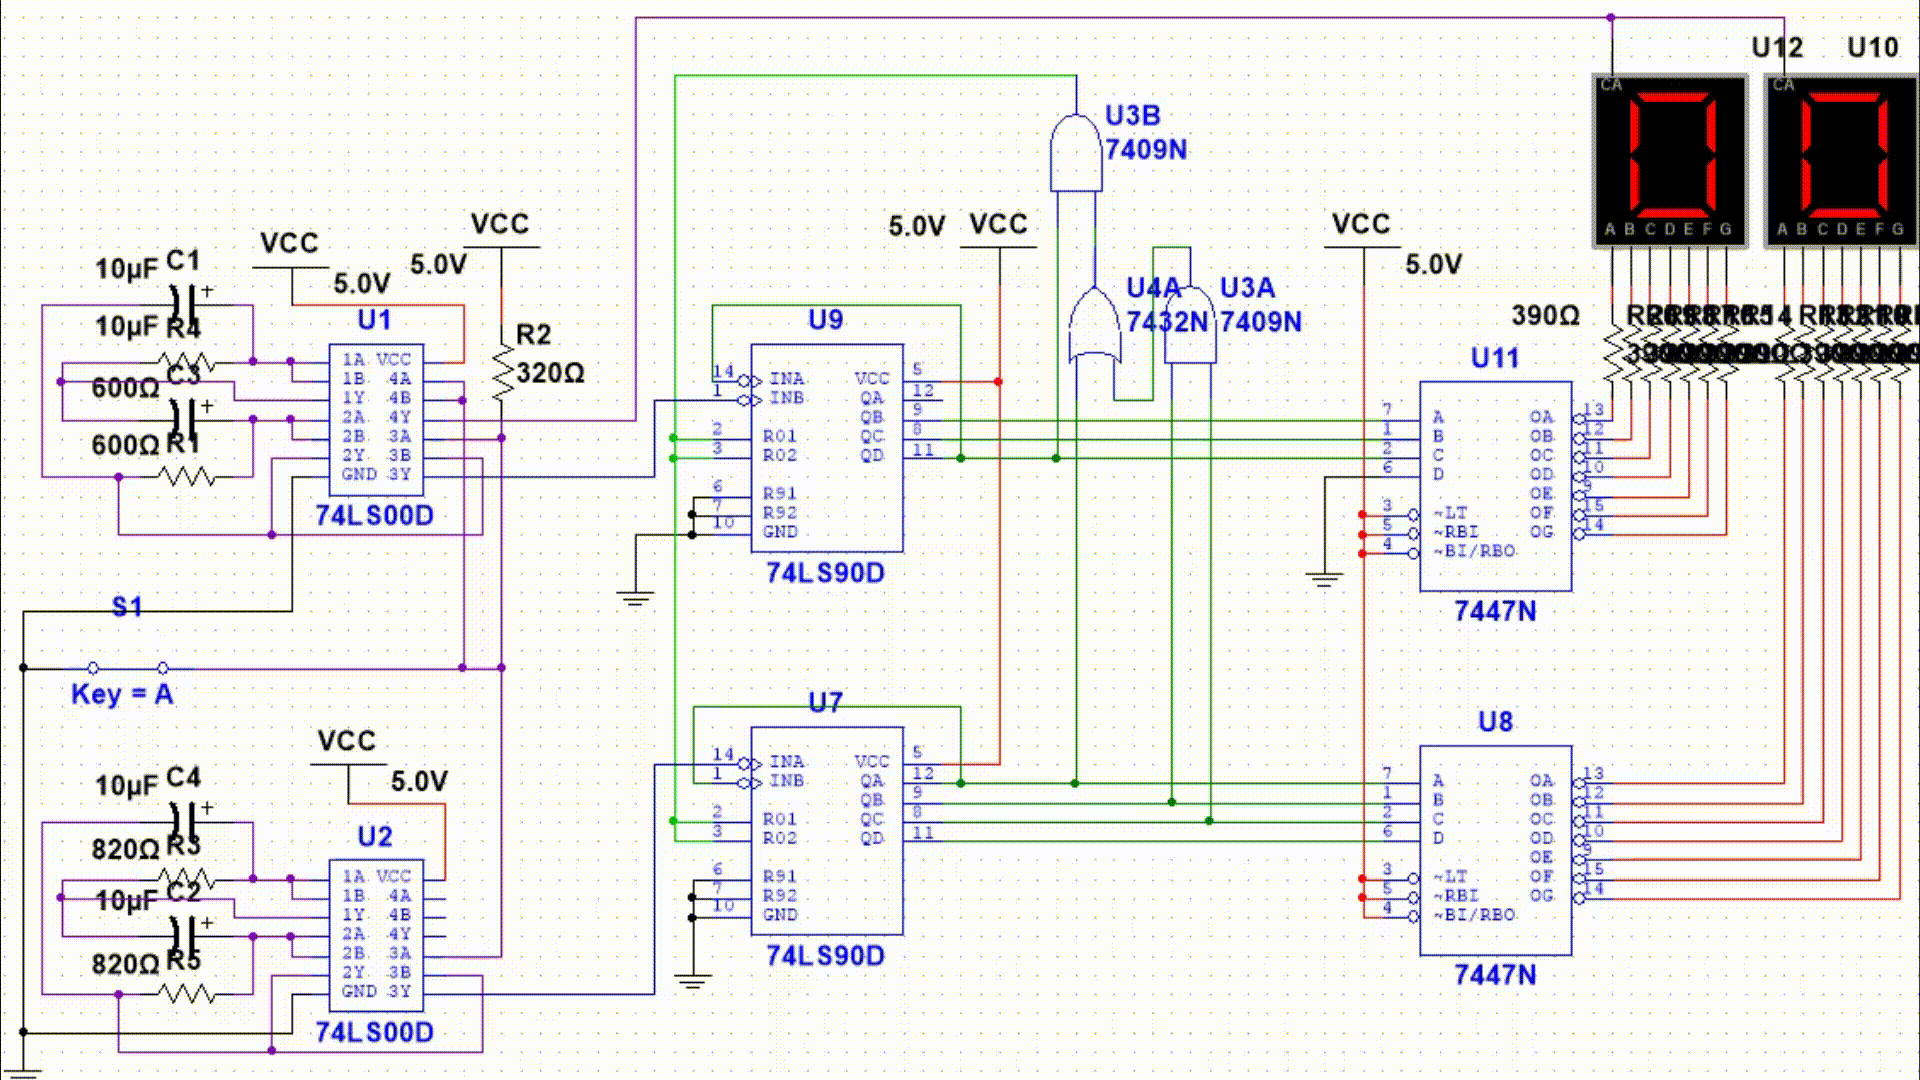 U12 U10
CA CA
A B C D E F G A B C D E F G
U3B
7409N
VCC
5.0V
VCC
5.0V
5.0V VCC
VCC
5.0V
U4A
7432N
U3A
7409N
10µF C1
10µF R4
600Ω C3
600Ω R1
U1
1A VCC
1B 4A
1Y 4B
2A 4Y
2B 3A
2Y 3B
GND 3Y
74LS00D
R2
320Ω
U9
14 INA VCC 5
1 INB QA 12
QB 9
2 R01 QC 8
3 R02 QD 11
6 R91
7 R92
10 GND
74LS90D
390Ω
U11
7 A OA 13
1 B OB 12
2 C OC 11
6 D OD 10
OE 9
3 ~LT OF 15
5 ~RBI OG 14
4 ~BI/RBO
7447N
S1
Key = A
VCC
5.0V
10µF C4
820Ω R3
10µF C2
820Ω R5
U2
1A VCC
1B 4A
1Y 4B
2A 4Y
2B 3A
2Y 3B
GND 3Y
74LS00D
U7
14 INA VCC 5
1 INB QA 12
QB 9
2 R01 QC 8
3 R02 QD 11
6 R91
7 R92
10 GND
74LS90D
U8
7 A OA 13
1 B OB 12
2 C OC 11
6 D OD 10
OE 9
3 ~LT OF 15
5 ~RBI OG 14
4 ~BI/RBO
7447N